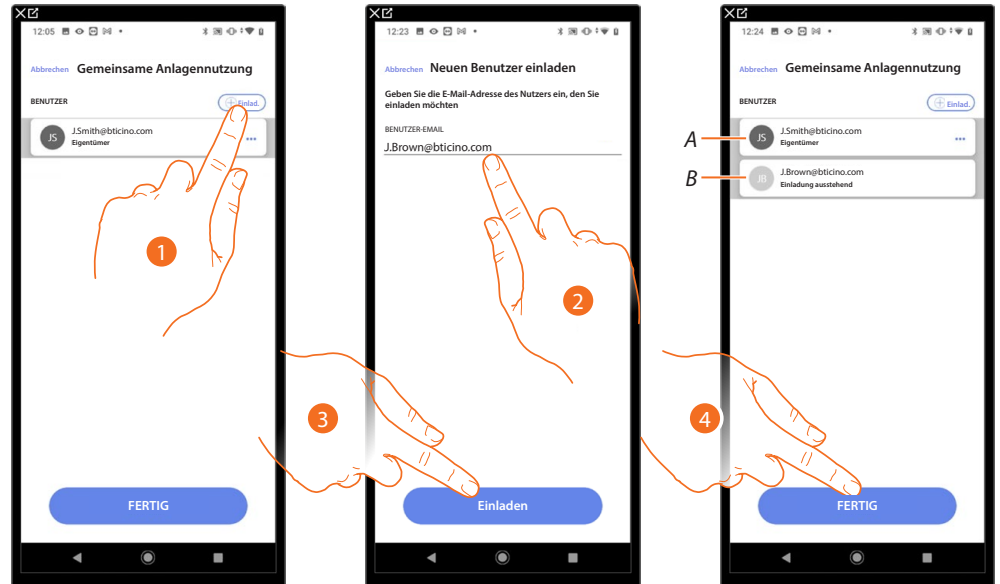 12:05
Abbrechen Gemeinsame Anlagennutzung
BENUTZER
Einlad.
JS
J.Smith@bticino.com
Eigentümer
1
FERTIG
12:23
Abbrechen Neuen Benutzer einladen
Geben Sie die E-Mail-Adresse des Nutzers ein, den Sie
einladen möchten
BENUTZER-EMAIL
J.Brown@bticino.com
2
3
Einladen
12:24
Abbrechen Gemeinsame Anlagennutzung
BENUTZER
Einlad.
A
JS
J.Smith@bticino.com
Eigentümer
B
JB
J.Brown@bticino.com
Einladung ausstehend
4
FERTIG